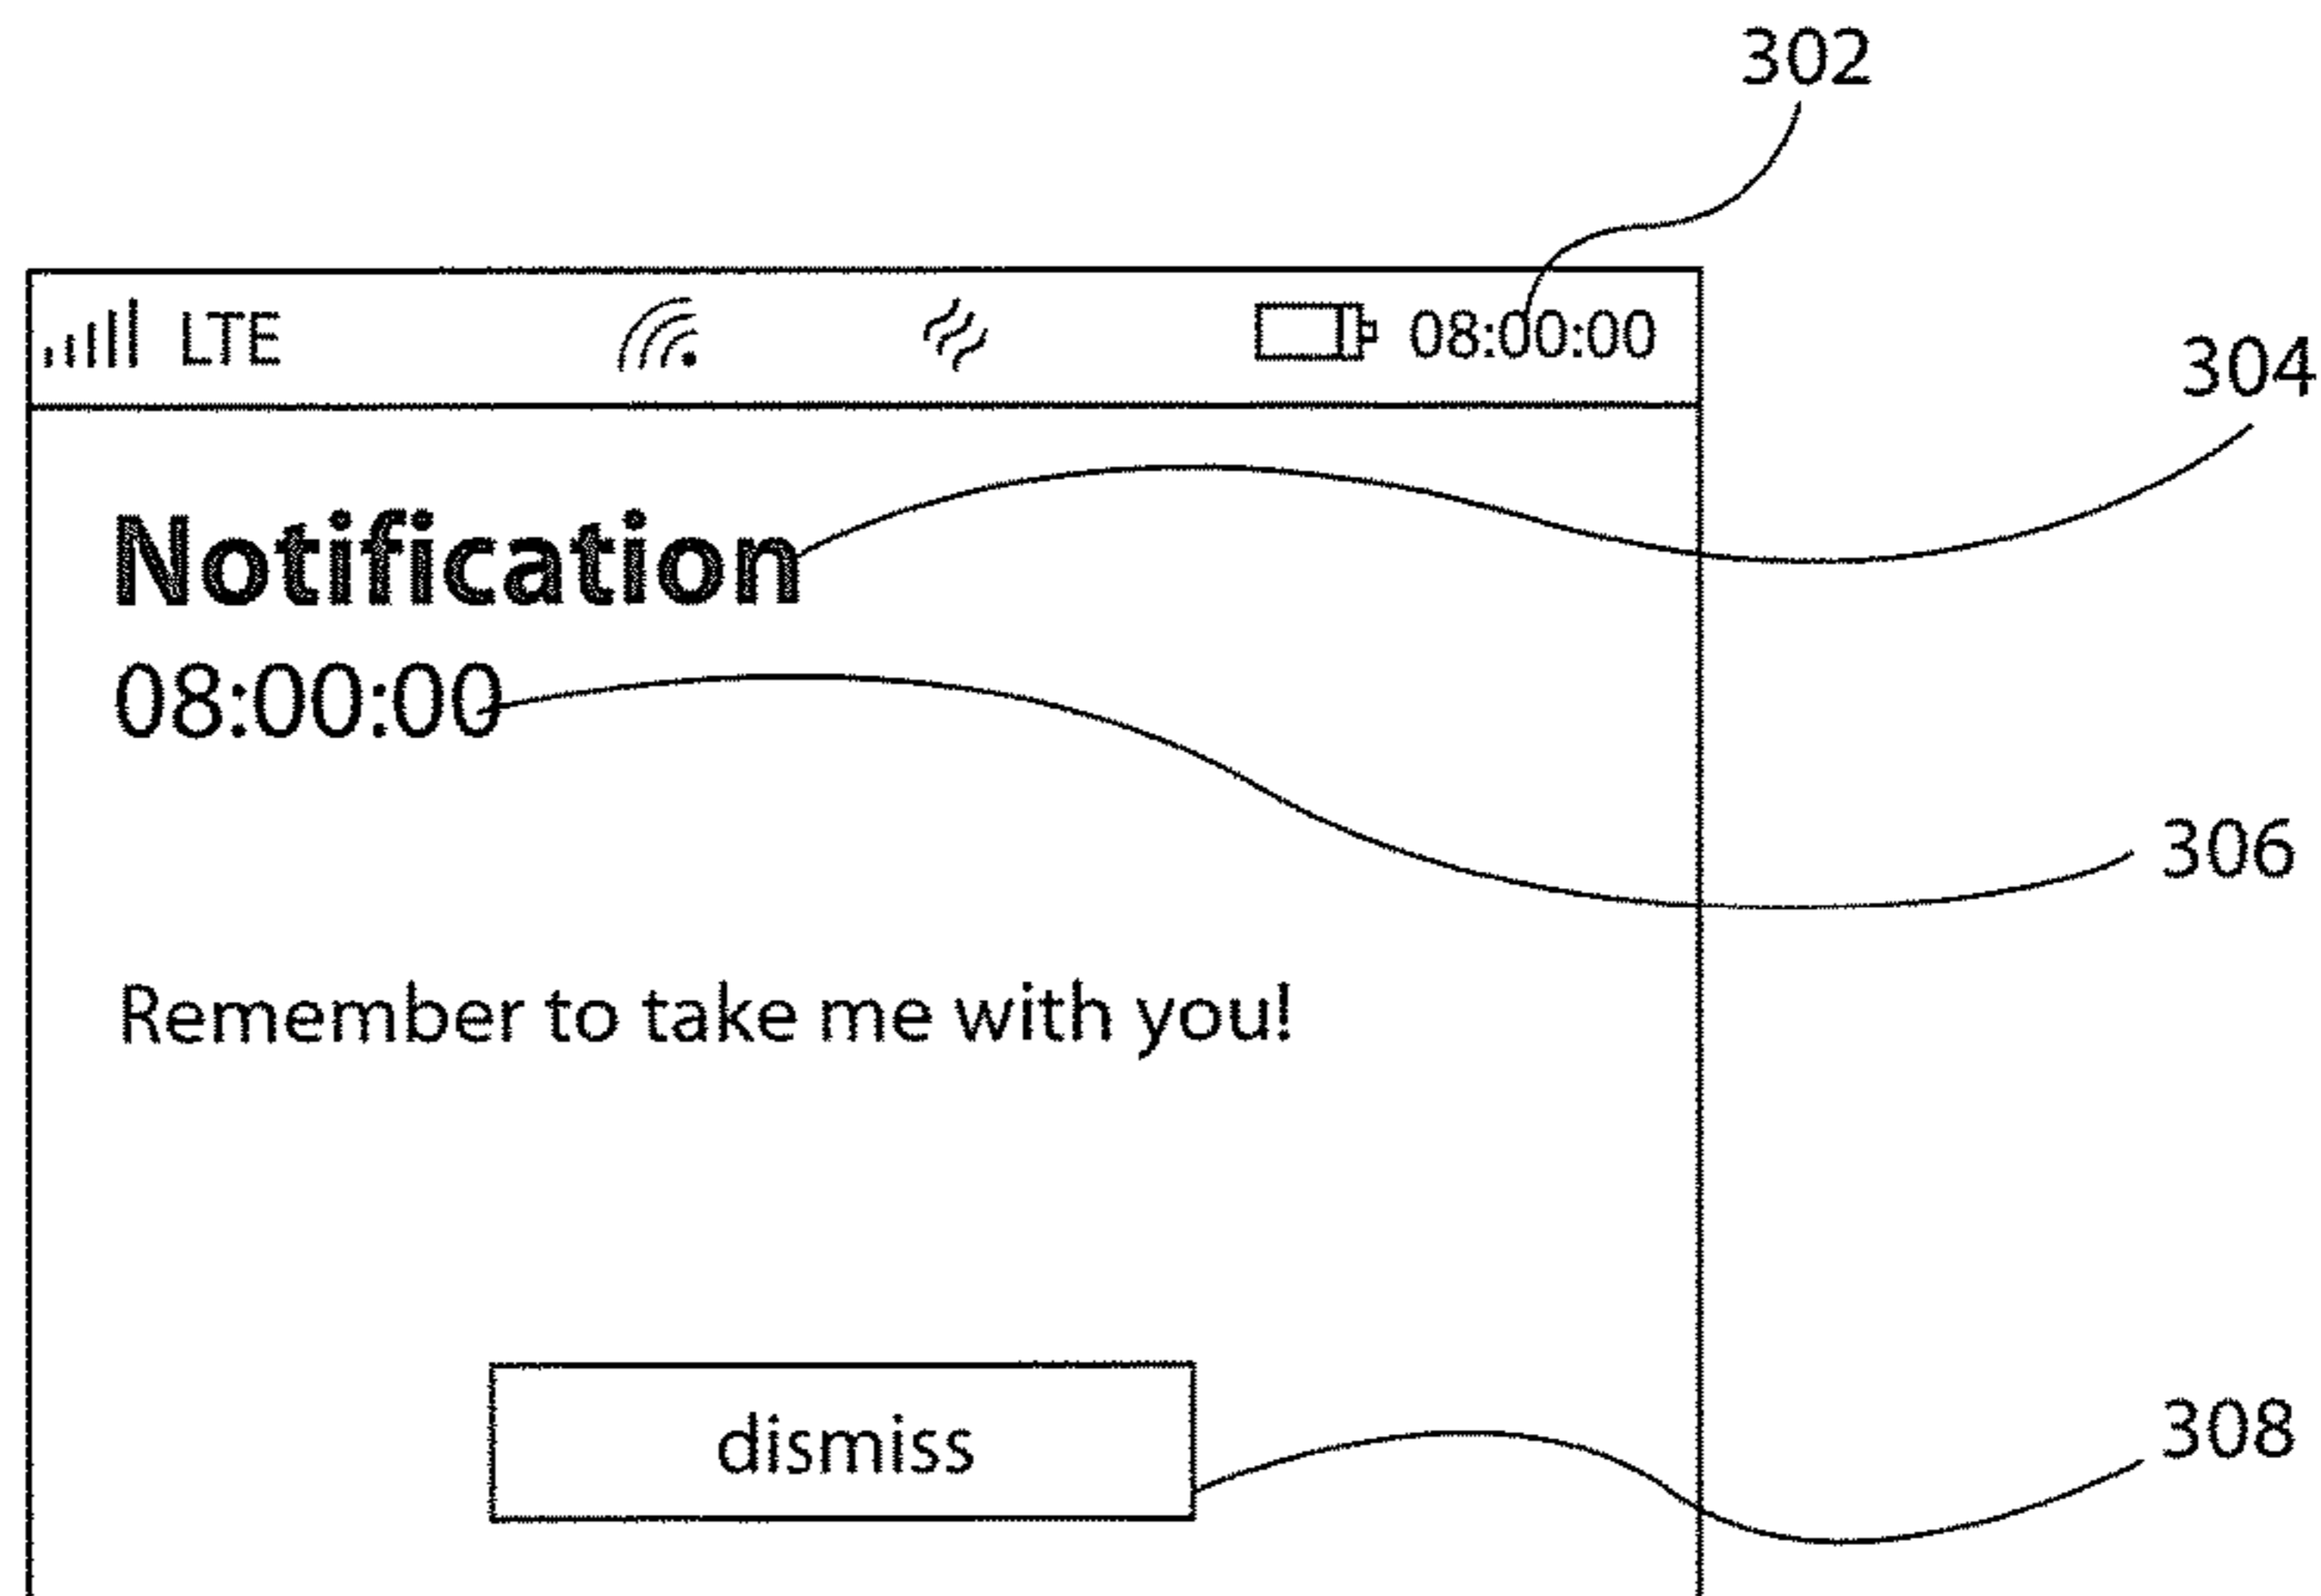 302
LTE 08:00:00
304
Notification
08:00:00
306
Remember to take me with you!
308
dismiss